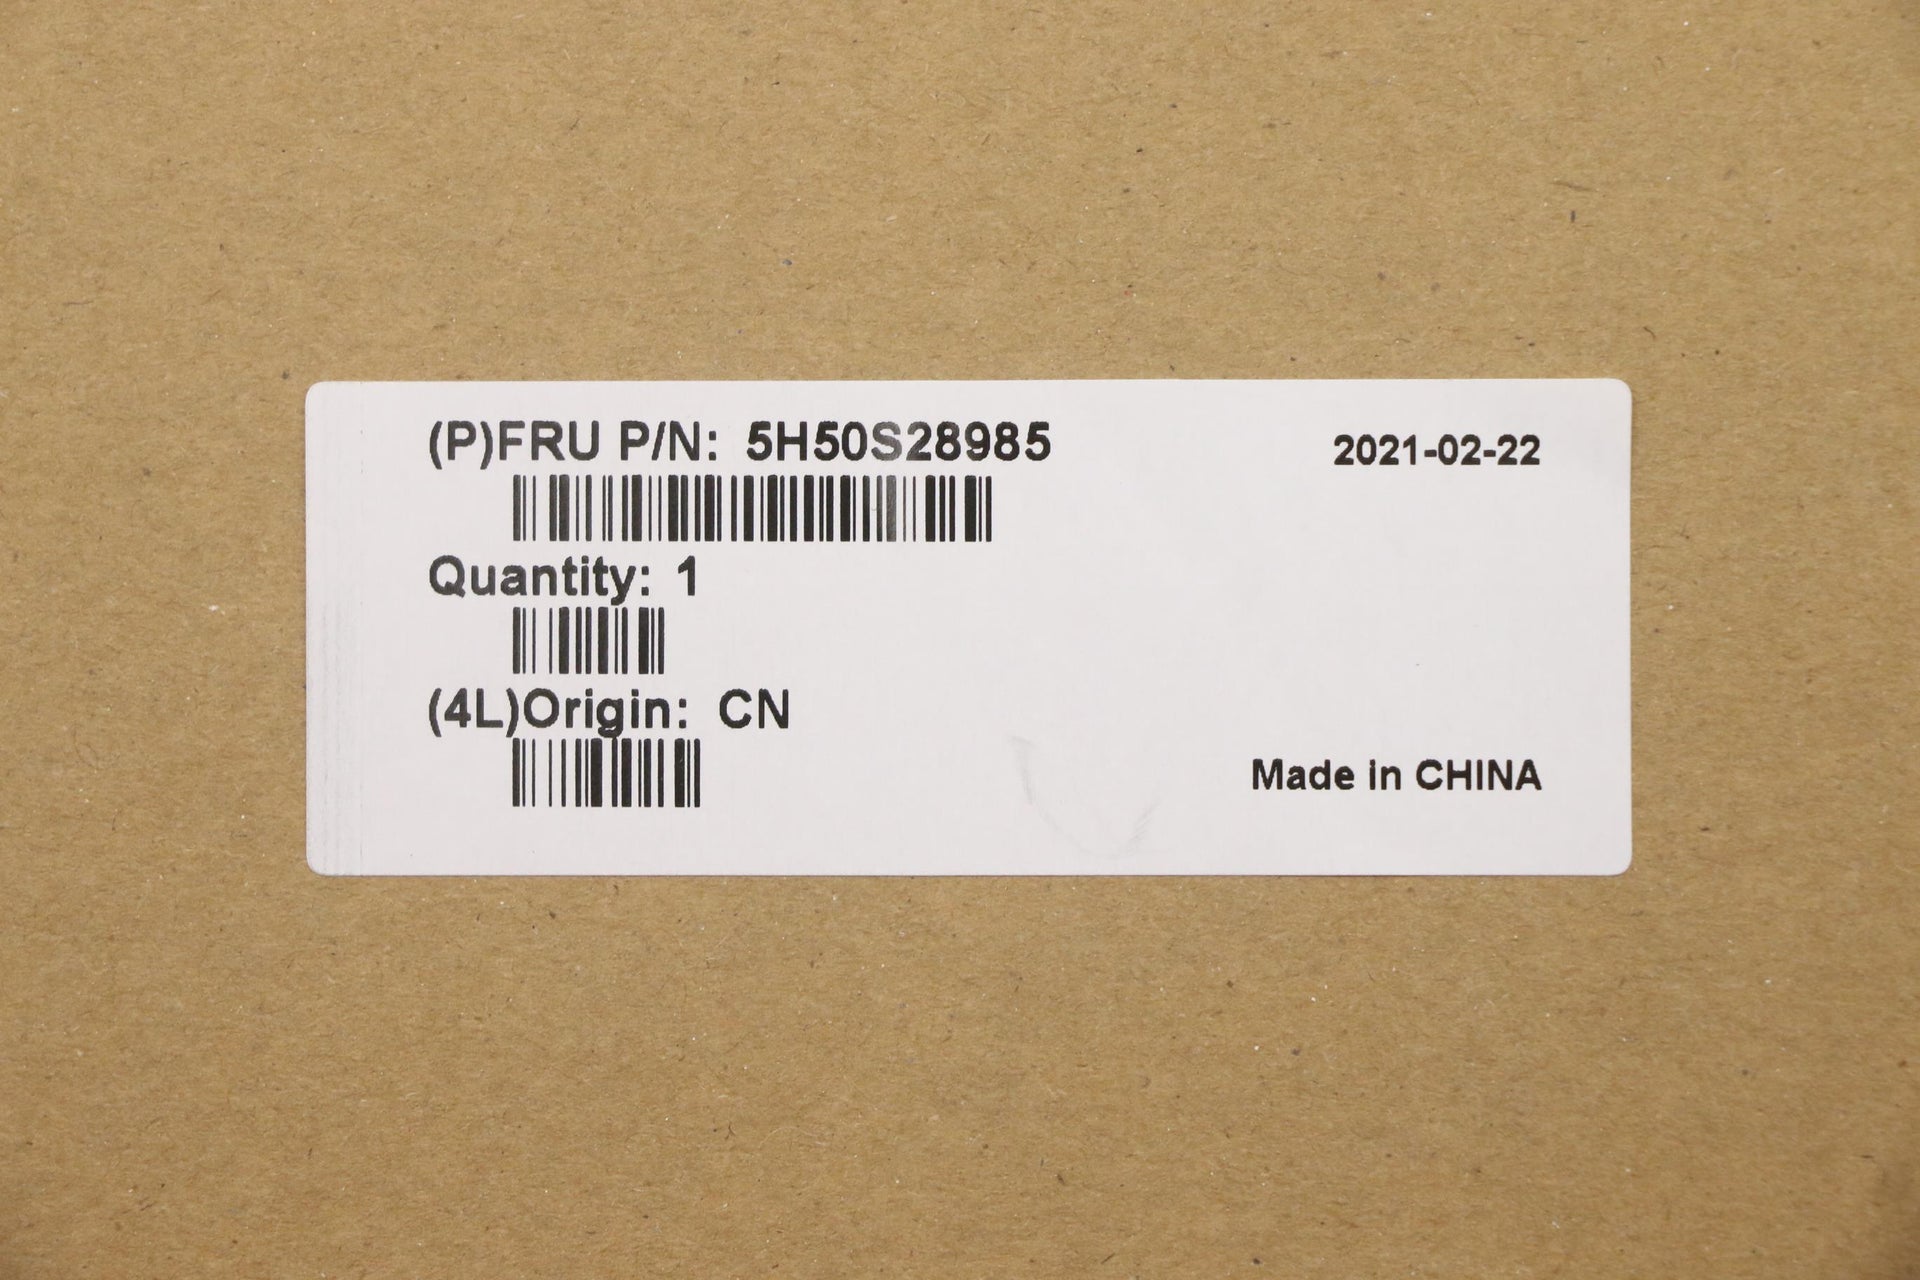 (P)FRU P/N: 5H50S28985
2021-02-22
Quantity: 1
(4L)Origin: CN
Made in CHINA